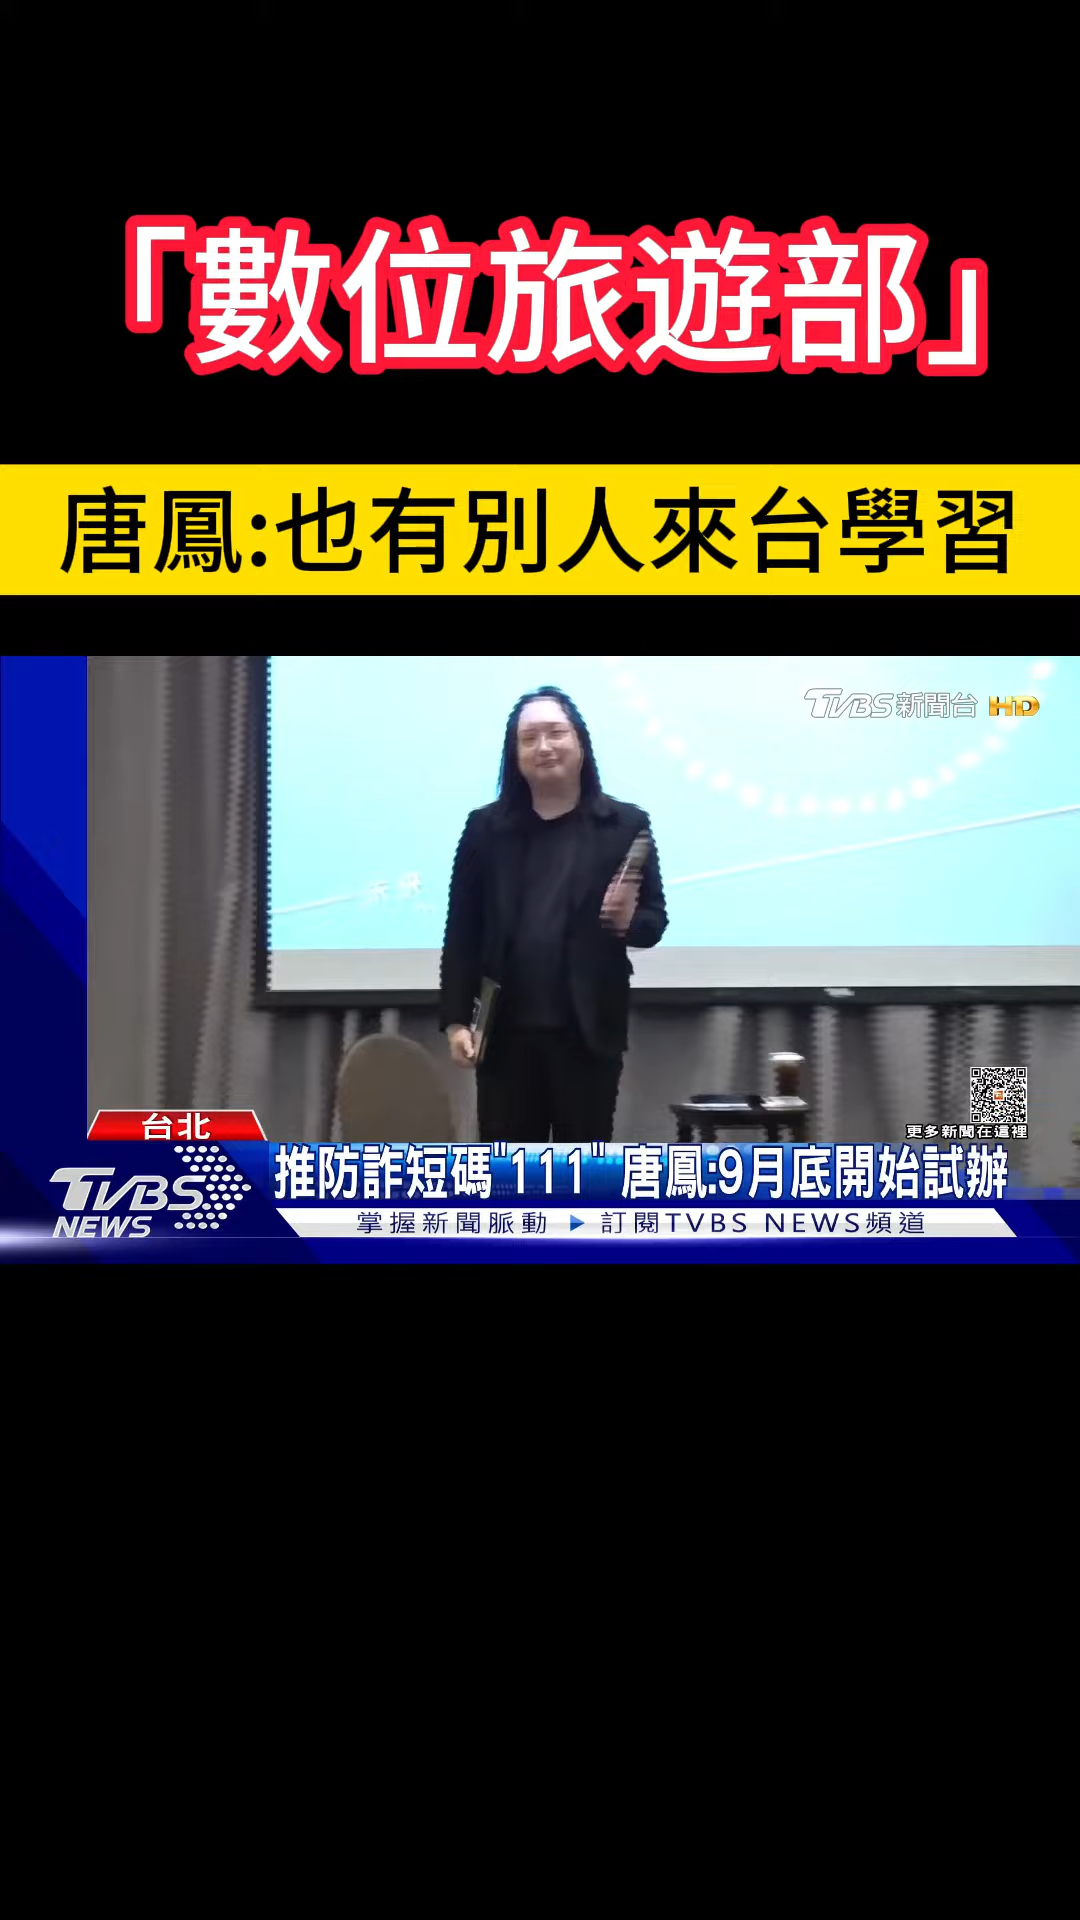 「數位旅遊部」
唐鳳:也有別人來台學習
TVBS新聞台 HD
更多新聞在這裡
台北
推防詐短碼"111" 唐鳳:9月底開始試辦
TVBS NEWS
掌握新聞脈動 ▶ 訂閱TVBS NEWS頻道